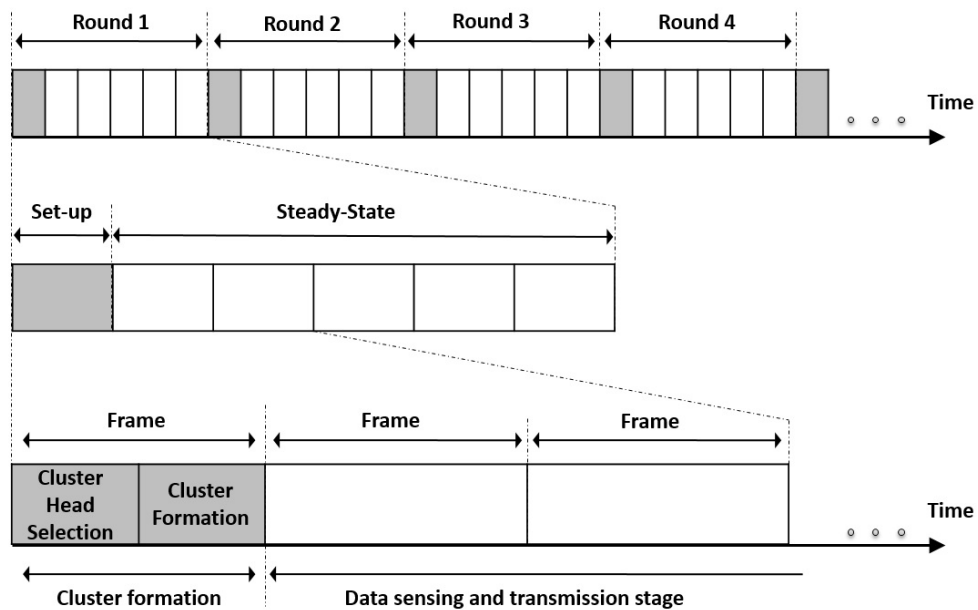 Round 1
Round 2
Round 3
Round 4
Time
Set-up
Steady-State
Frame
Frame
Frame
Cluster
Head
Selection
Cluster
Formation
Time
Cluster formation
Data sensing and transmission stage